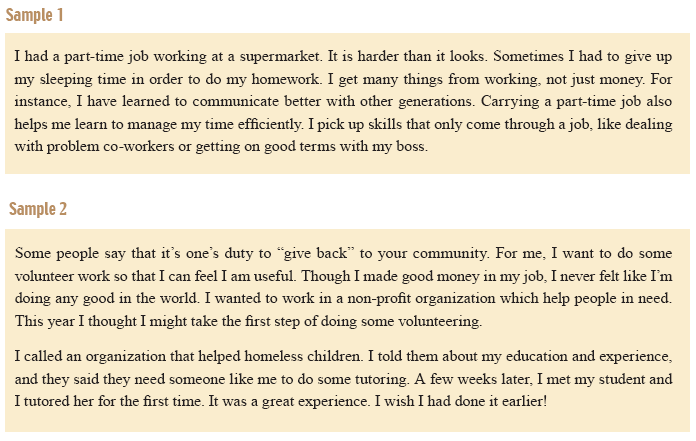 Sample 1
I had a part-time job working at a supermarket. It is harder than it looks. Sometimes I had to give up
my sleeping time in order to do my homework. I get many things from working, not just money. For
instance, I have learned to communicate better with other generations. Carrying a part-time job also
helps me learn to manage my time efficiently. I pick up skills that only come through a job, like dealing
with problem co-workers or getting on good terms with my boss.
Sample 2
Some people say that it’s one’s duty to “give back” to your community. For me, I want to do some
volunteer work so that I can feel I am useful. Though I made good money in my job, I never felt like I’m
doing any good in the world. I wanted to work in a non-profit organization which help people in need.
This year I thought I might take the first step of doing some volunteering.
I called an organization that helped homeless children. I told them about my education and experience,
and they said they need someone like me to do some tutoring. A few weeks later, I met my student and
I tutored her for the first time. It was a great experience. I wish I had done it earlier!